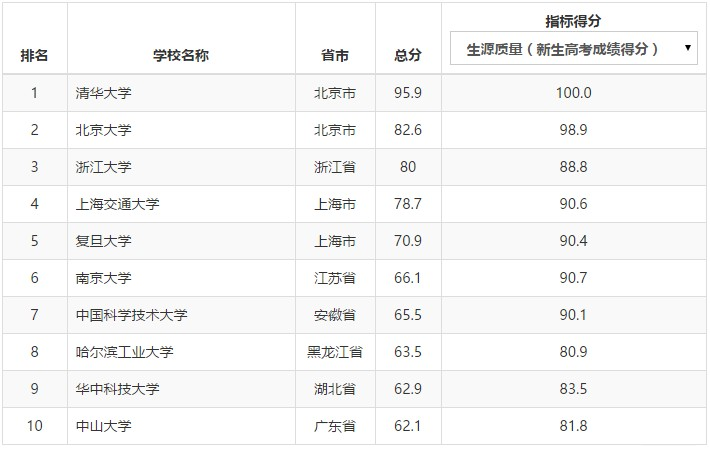 排名 学校名称 省市 总分 指标得分
生源质量（新生高考成绩得分） ▼
1 清华大学 北京市 95.9 100.0
2 北京大学 北京市 82.6 98.9
3 浙江大学 浙江省 80 88.8
4 上海交通大学 上海市 78.7 90.6
5 复旦大学 上海市 70.9 90.4
6 南京大学 江苏省 66.1 90.7
7 中国科学技术大学 安徽省 65.5 90.1
8 哈尔滨工业大学 黑龙江省 63.5 80.9
9 华中科技大学 湖北省 62.9 83.5
10 中山大学 广东省 62.1 81.8